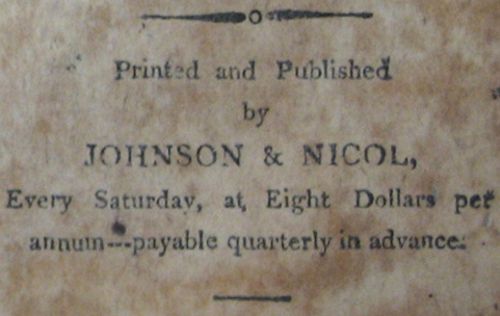 Printed and Published
by
JOHNSON & NICOL,
Every Saturday, at Eight Dollars per
annum---payable quarterly in advance.